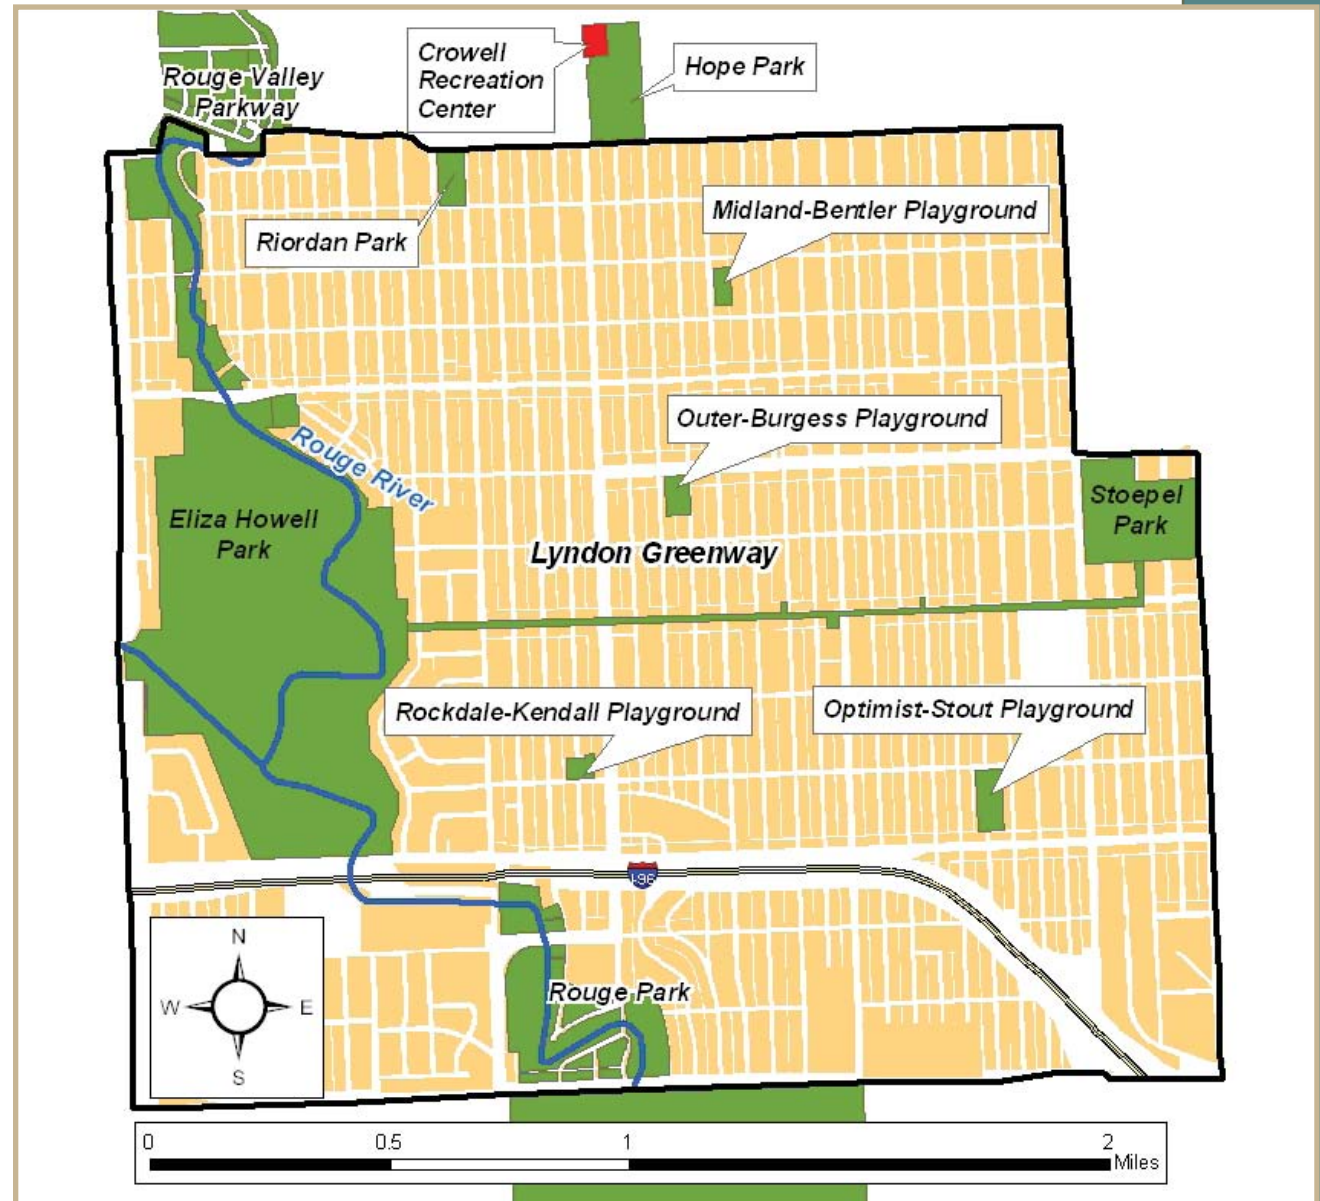 Rouge Valley
Parkway
Crowell
Recreation
Center
Hope Park
Midland-Bentler Playground
Riordan Park
Outer-Burgess Playground
Rouge River
Eliza Howell
Park
Stoepel
Park
Lyndon Greenway
Rockdale-Kendall Playground
Optimist-Stout Playground
I-96
N
W E
S
Rouge Park
0 0.5 1 2
Miles